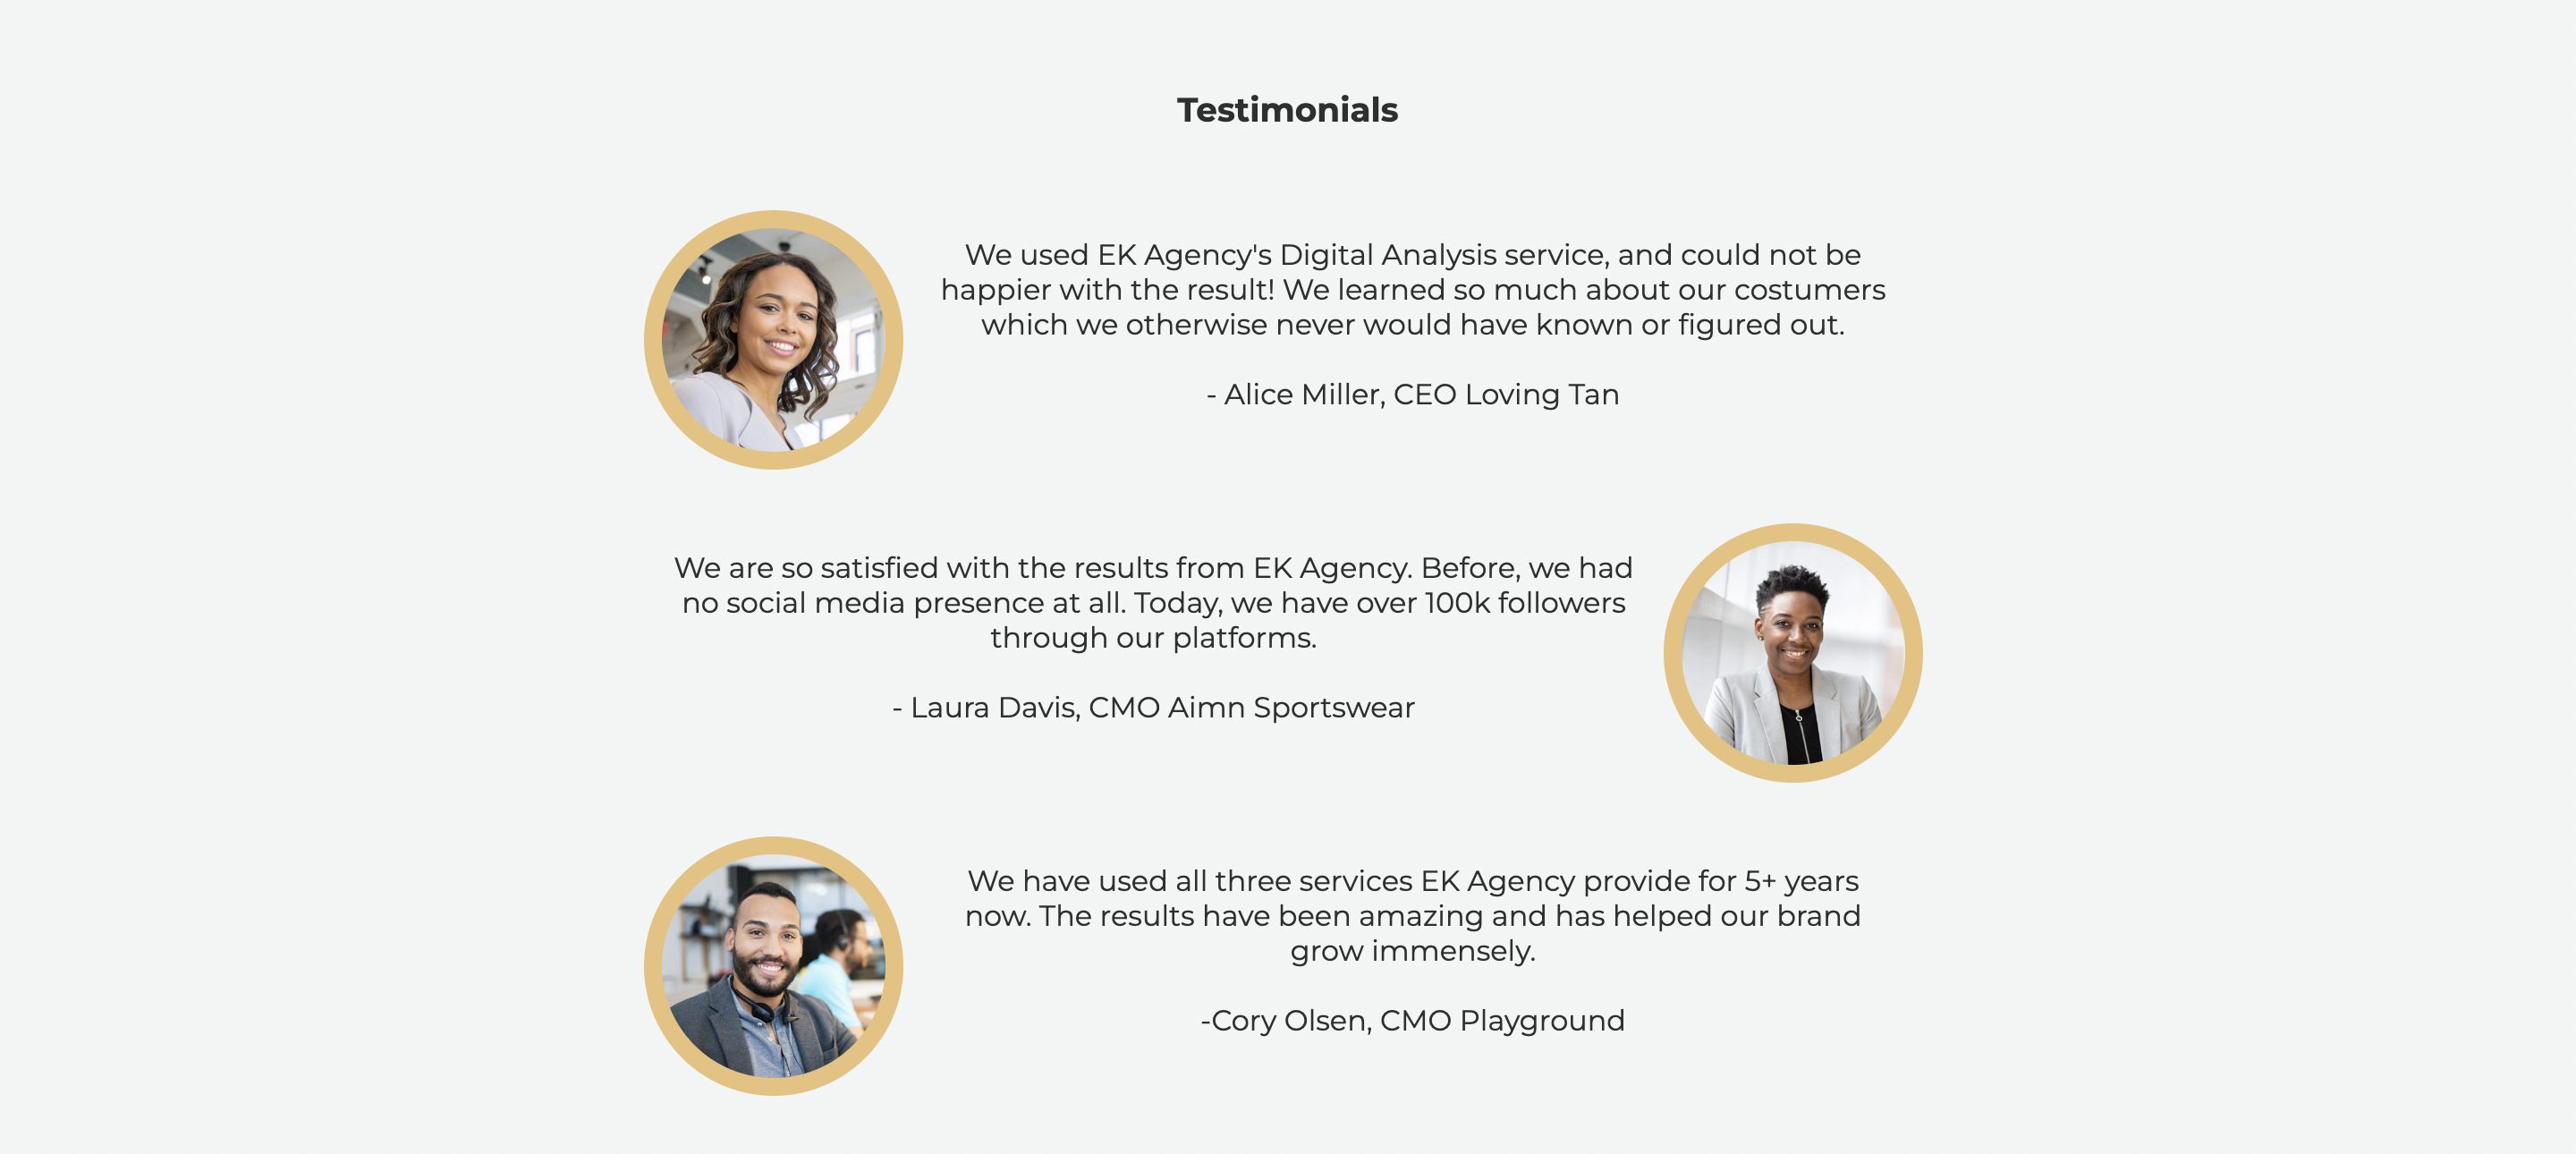 Testimonials
We used EK Agency's Digital Analysis service, and could not be
happier with the result! We learned so much about our costumers
which we otherwise never would have known or figured out.
- Alice Miller, CEO Loving Tan
We are so satisfied with the results from EK Agency. Before, we had
no social media presence at all. Today, we have over 100k followers
through our platforms.
- Laura Davis, CMO Aimn Sportswear
We have used all three services EK Agency provide for 5+ years
now. The results have been amazing and has helped our brand
grow immensely.
-Cory Olsen, CMO Playground